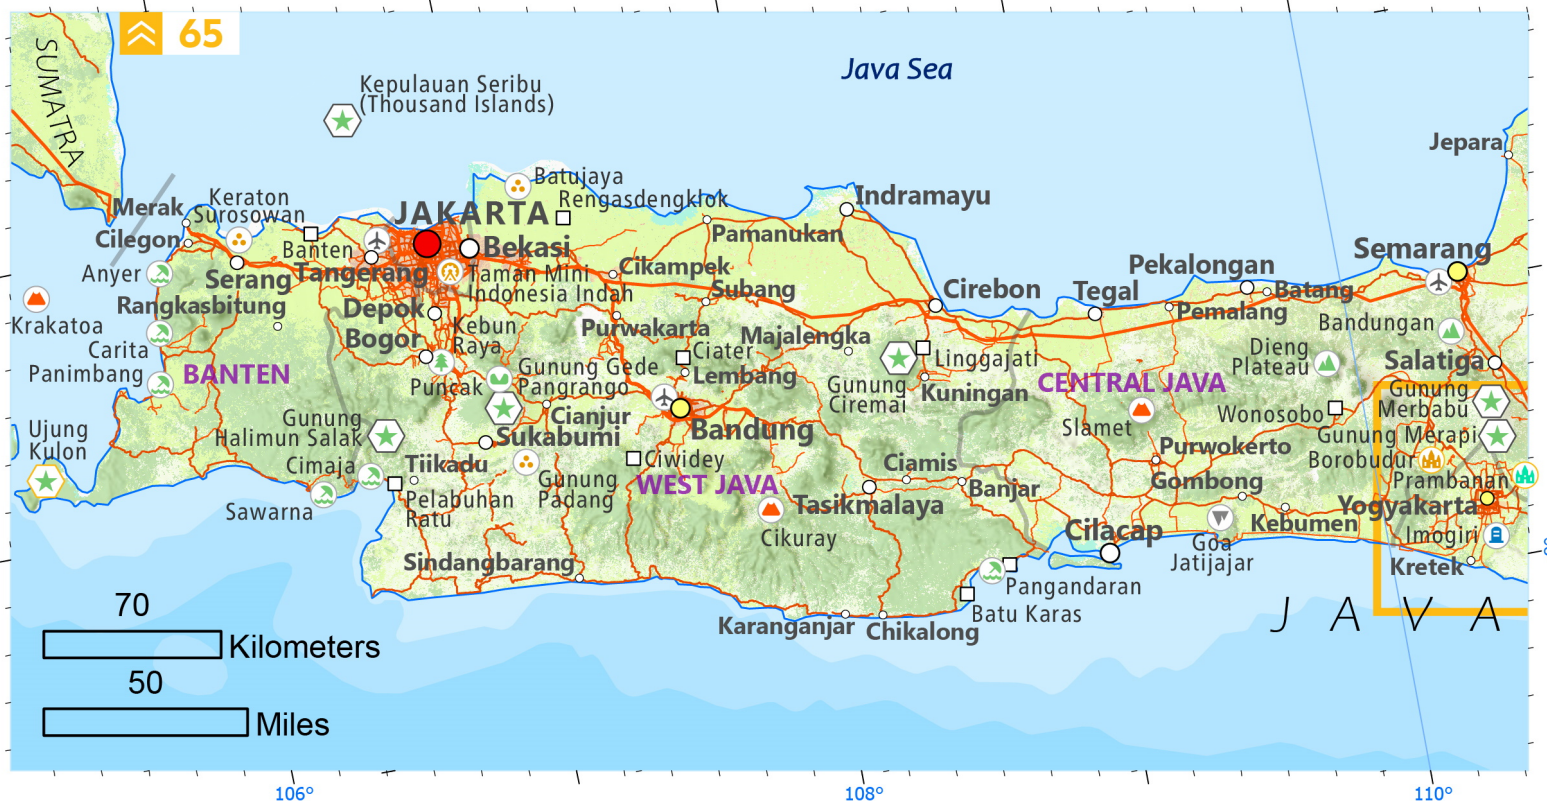 65
SUMATRA
Kepulauan Seribu
(Thousand Islands)
Java Sea
Jepara
Batujaya
Rengasdengklok
Indramayu
Keraton
Surosowan
Merak
JAKARTA
Pamanukan
Cilegon
Banten
Bekasi
Semarang
Anyer
Serang
Tangerang
Taman Mini
Indonesia Indah
Cikampek
Subang
Cirebon
Pekalongan
Tegal
Batang
Pemalang
Krakatoa
Rangkasbitung
Depok
Kebun
Raya
Purwakarta
Majalengka
Bandungan
Carita
Bogor
Ciater
Linggajati
Dieng
Plateau
Salatiga
Panimbang
BANTEN
Puncak
Gunung Gede
Pangrango
Lembang
Gunung
Ciremai
Kuningan
CENTRAL JAVA
Gunung
Merbabu
Ujung
Kulon
Gunung
Halimun Salak
Cianjur
Sukabumi
Bandung
Slamet
Wonosobo
Gunung Merapi
Purwokerto
Borobudur
Cimaja
Tiikadu
Ciwidey
Ciamis
Banjar
Gombong
Prambanan
Sawarna
Pelabuhan
Ratu
Gunung
Padang
WEST JAVA
Tasikmalaya
Kebumen
Yogyakarta
Cikuray
Cilacap
Goa
Jatijajar
Imogiri
Sindangbarang
Kretek
Pangandaran
Batu Karas
Karanganjar
Chikalong
JAVA
70
Kilometers
50
Miles
106°
108°
110°